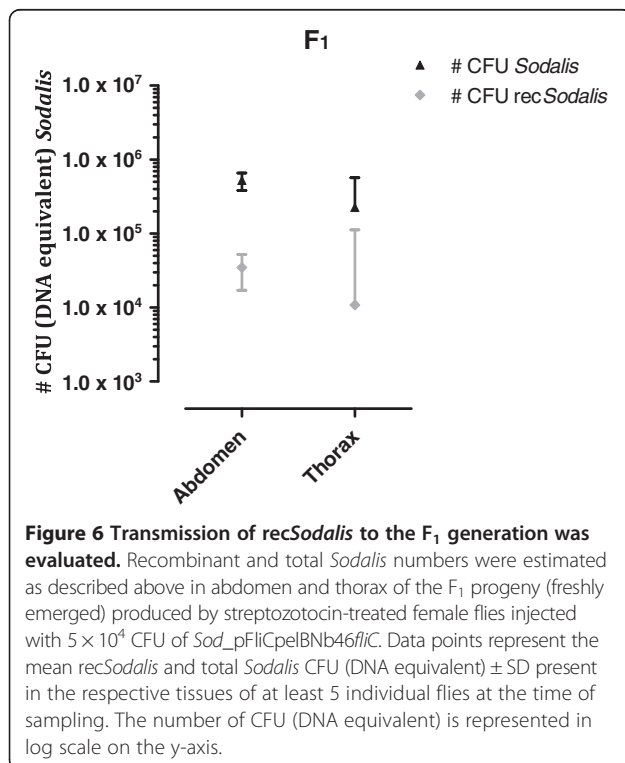 F₁
▲ # CFU Sodalis
◆ # CFU recSodalis
# CFU (DNA equivalent) Sodalis
1.0 x 10⁷
1.0 x 10⁶
1.0 x 10⁵
1.0 x 10⁴
1.0 x 10³
Abdomen
Thorax
Figure 6 Transmission of recSodalis to the F₁ generation was
evaluated. Recombinant and total Sodalis numbers were estimated
as described above in abdomen and thorax of the F₁ progeny (freshly
emerged) produced by streptozotocin-treated female flies injected
with 5 × 10⁴ CFU of Sod_pFliCpelBNb46fliC. Data points represent the
mean recSodalis and total Sodalis CFU (DNA equivalent) ± SD present
in the respective tissues of at least 5 individual flies at the time of
sampling. The number of CFU (DNA equivalent) is represented in
log scale on the y-axis.